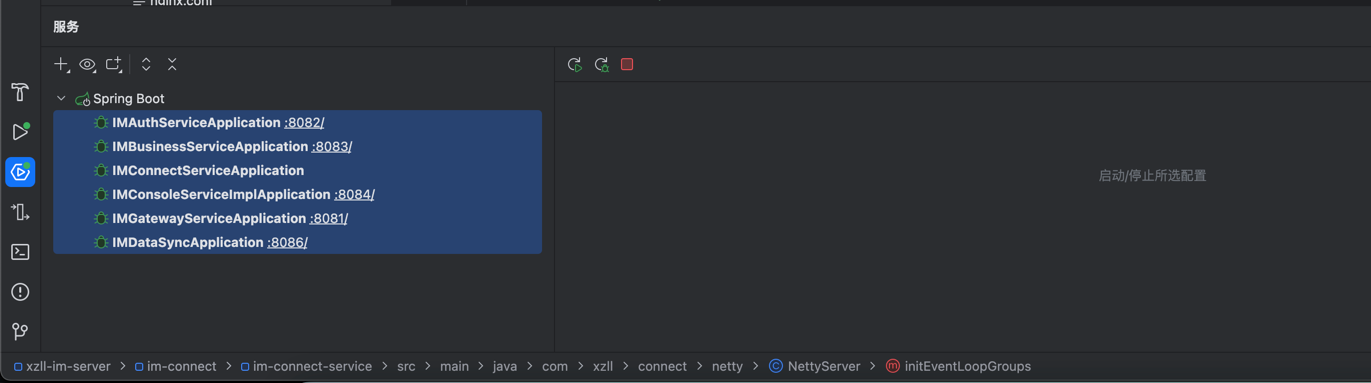 nginx.conf
服务
Spring Boot
IMAuthServiceApplication :8082/
IMBusinessServiceApplication :8083/
IMConnectServiceApplication
IMConsoleServiceImplApplication :8084/
IMGatewayServiceApplication :8081/
IMDataSyncApplication :8086/
启动/停止所选配置
xzll-im-server > im-connect > im-connect-service > src > main > java > com > xzll > connect > netty > NettyServer > initEventLoopGroups